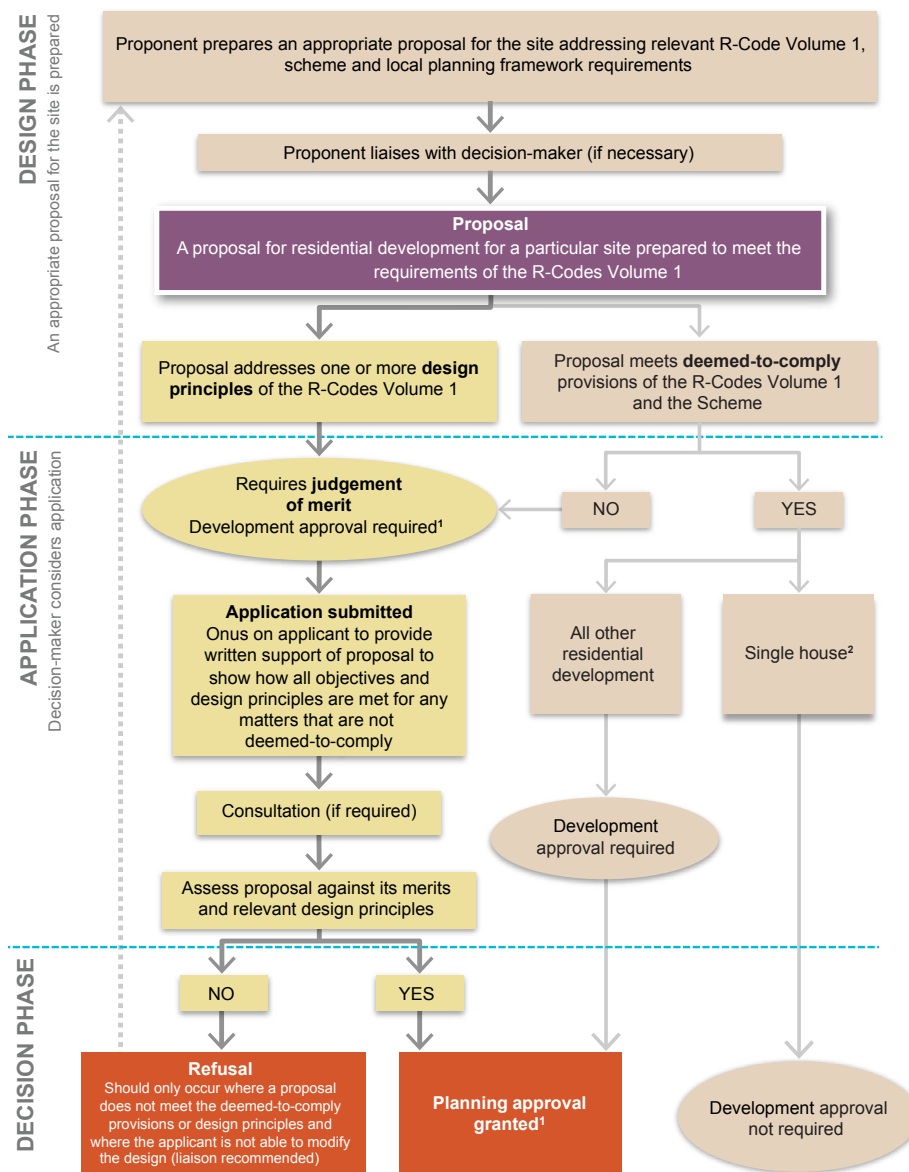 DESIGN PHASE
An appropriate proposal for the site is prepared
Proponent prepares an appropriate proposal for the site addressing relevant R-Code Volume 1,
scheme and local planning framework requirements
Proponent liaises with decision-maker (if necessary)
Proposal
A proposal for residential development for a particular site prepared to meet the
requirements of the R-Codes Volume 1
Proposal addresses one or more design
principles of the R-Codes Volume 1
Proposal meets deemed-to-comply
provisions of the R-Codes Volume 1
and the Scheme
APPLICATION PHASE
Decision-maker considers application
Requires judgement
of merit
Development approval required¹
NO
YES
Application submitted
Onus on applicant to provide
written support of proposal to
show how all objectives and
design principles are met for any
matters that are not
deemed-to-comply
All other
residential
development
Single house²
Consultation (if required)
Development
approval required
Assess proposal against its merits
and relevant design principles
DECISION PHASE
NO
YES
Refusal
Should only occur where a proposal
does not meet the deemed-to-comply
provisions or design principles and
where the applicant is not able to modify
the design (liaison recommended)
Planning approval
granted¹
Development approval
not required